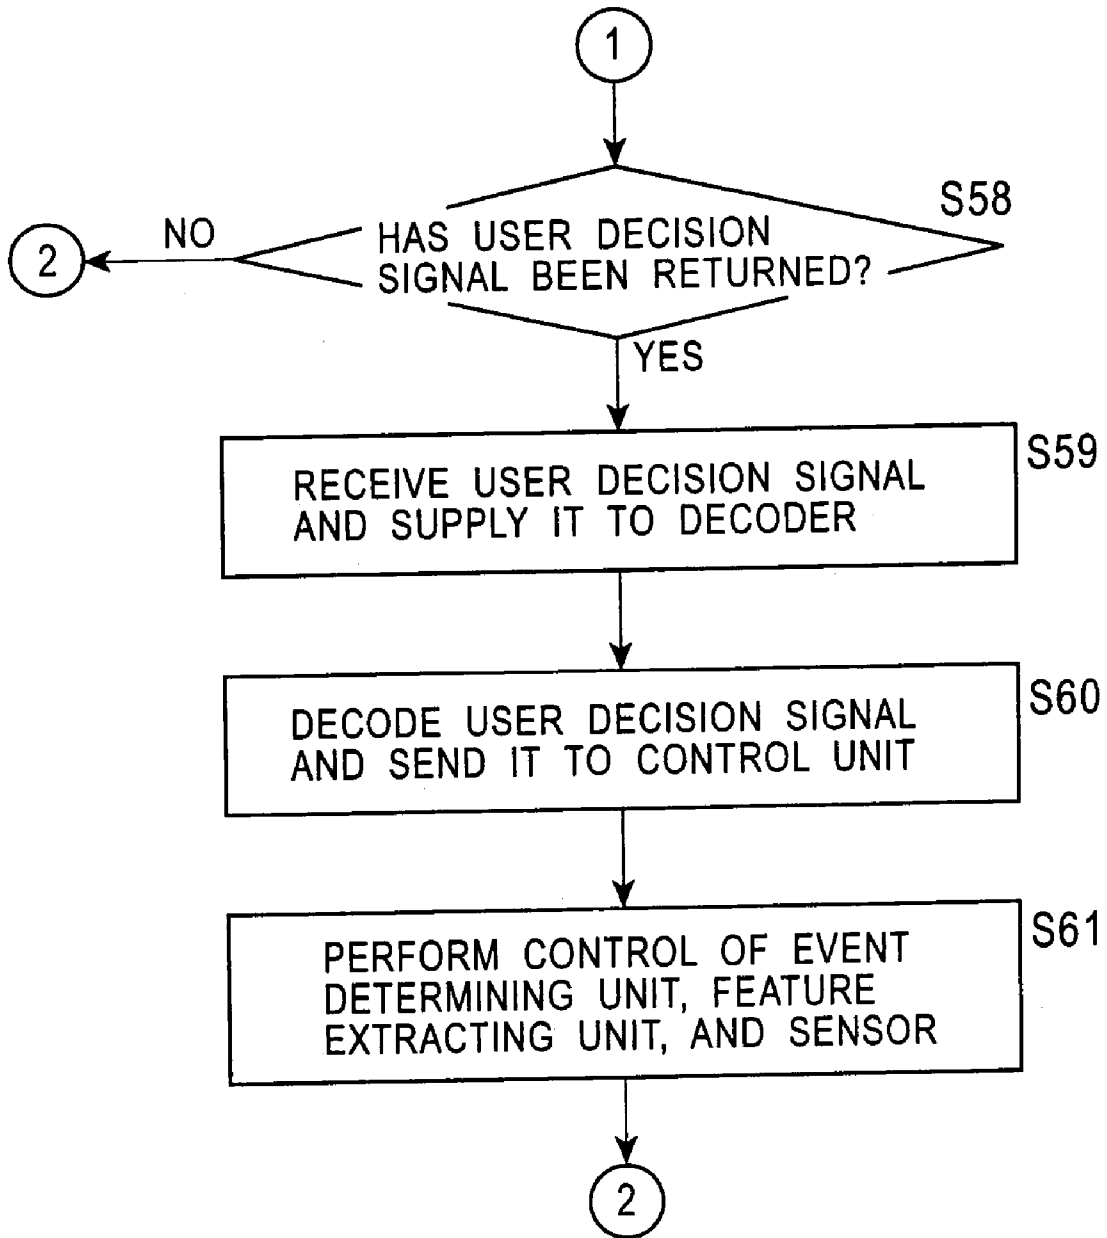 1
S58
HAS USER DECISION
SIGNAL BEEN RETURNED?
NO
2
YES
S59
RECEIVE USER DECISION SIGNAL
AND SUPPLY IT TO DECODER
S60
DECODE USER DECISION SIGNAL
AND SEND IT TO CONTROL UNIT
S61
PERFORM CONTROL OF EVENT
DETERMINING UNIT, FEATURE
EXTRACTING UNIT, AND SENSOR
2